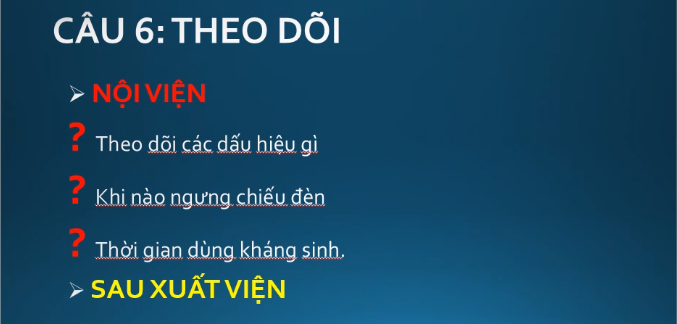 CÂU 6: THEO DÕI
➢ NỘI VIỆN
? Theo dõi các dấu hiệu gì
? Khi nào ngưng chiếu đèn
? Thời gian dùng kháng sinh.
➢ SAU XUẤT VIỆN